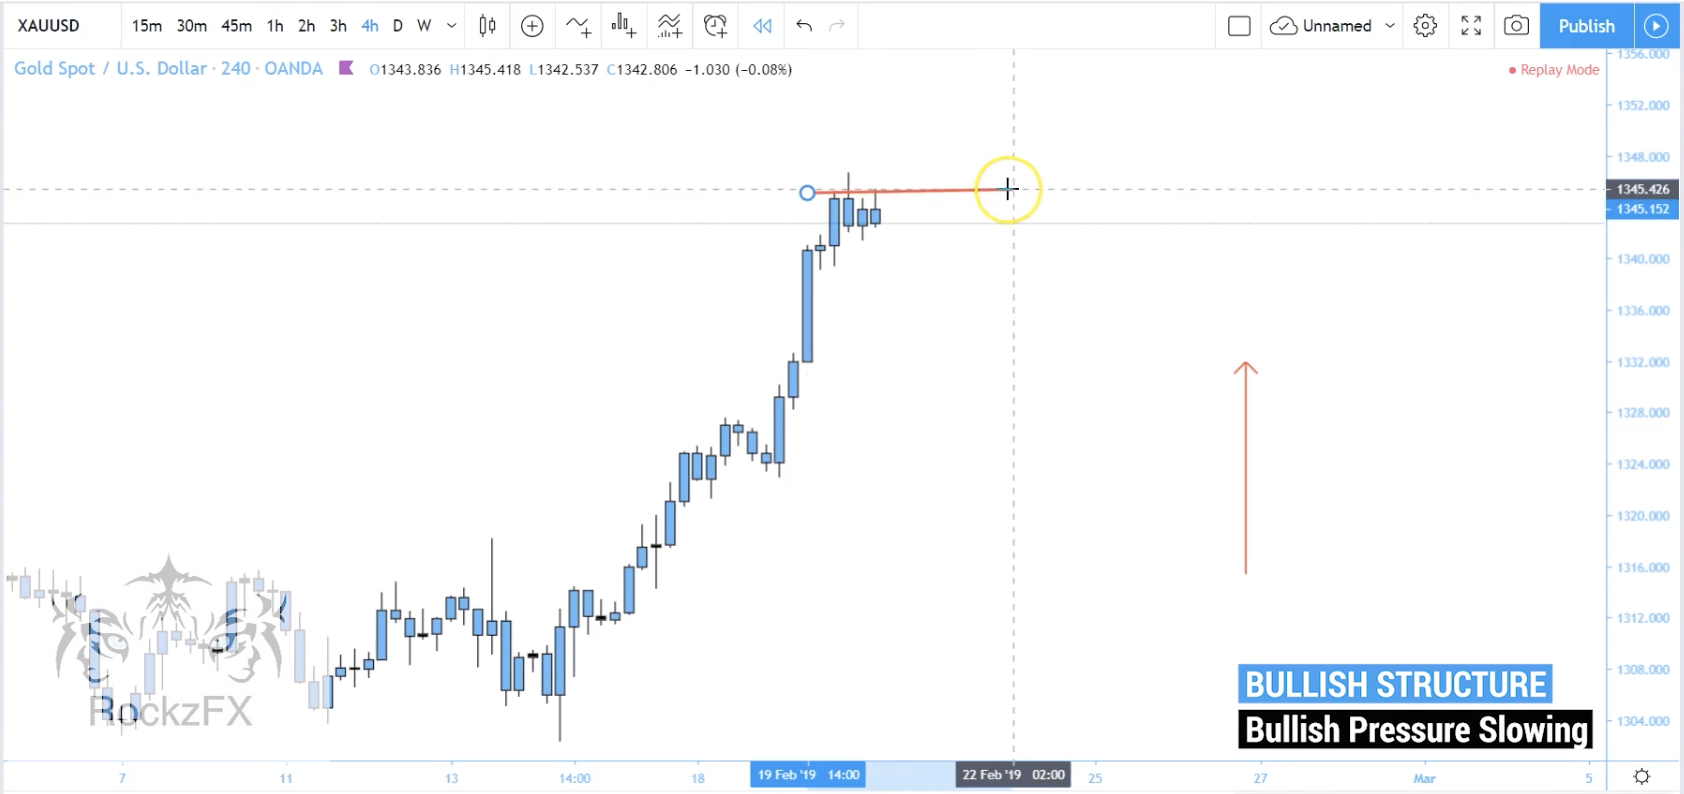 XAUUSD 15m 30m 45m 1h 2h 3h 4h D W Unnamed Publish
Gold Spot / U.S. Dollar · 240 · OANDA O1343.836 H1345.418 L1342.537 C1342.806 −1.030 (−0.08%) Replay Mode
1356.000
1352.000
1348.000
1345.426
1345.152
1340.000
1336.000
1332.000
1328.000
1324.000
1320.000
1316.000
1312.000
1308.000
1304.000
BULLISH STRUCTURE
Bullish Pressure Slowing
RockzFX
7 11 13 14:00 18 19 Feb '19 14:00 22 Feb '19 02:00 25 27 Mar 5